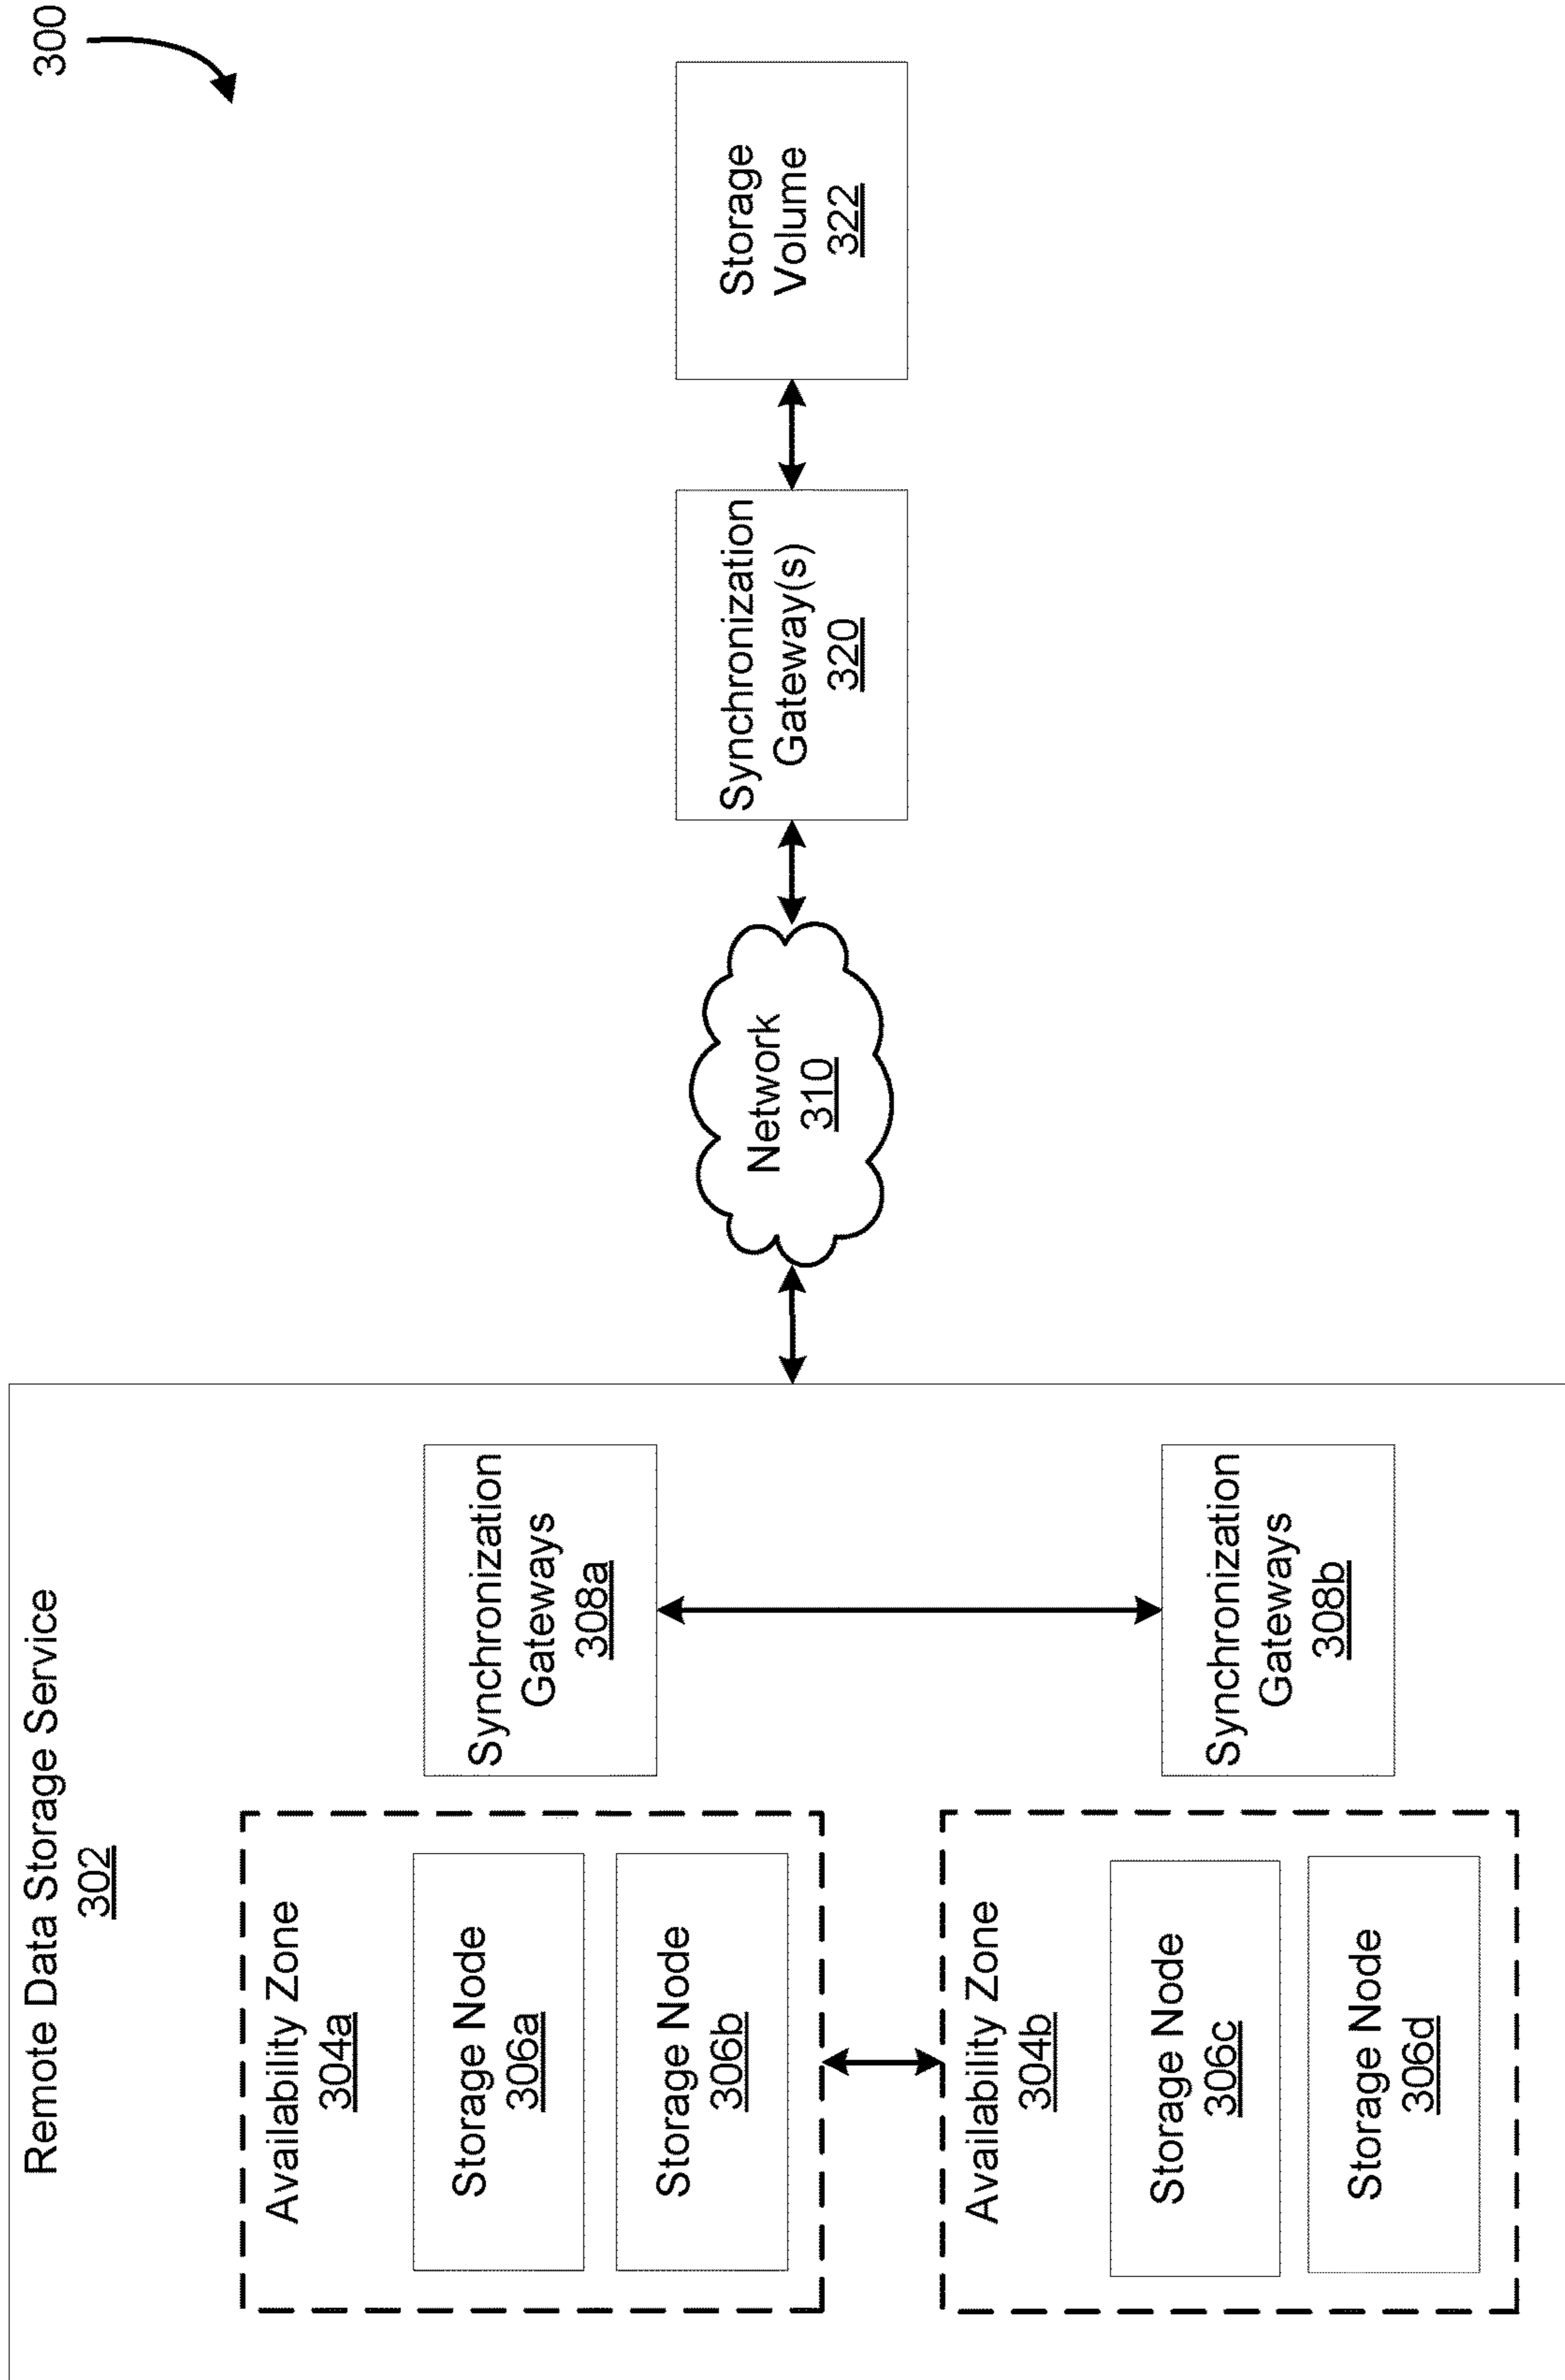 300
Remote Data Storage Service
302
Availability Zone
304a
Storage Node
306a
Storage Node
306b
Synchronization
Gateways
308a
Availability Zone
304b
Storage Node
306c
Storage Node
306d
Synchronization
Gateways
308b
Network
310
Synchronization
Gateway(s)
320
Storage
Volume
322